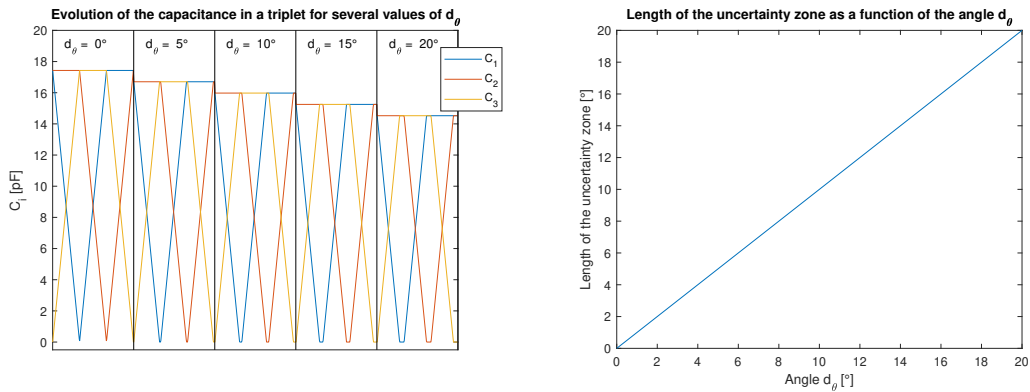 Evolution of the capacitance in a triplet for several values of dθ
dθ = 0° dθ = 5° dθ = 10° dθ = 15° dθ = 20°
C1
C2
C3
20
18
16
14
12
10
8
6
4
2
0
Ci [pF]
Length of the uncertainty zone as a function of the angle dθ
20
18
16
14
12
10
8
6
4
2
0
Length of the uncertainty zone [°]
0 2 4 6 8 10 12 14 16 18 20
Angle dθ [°]